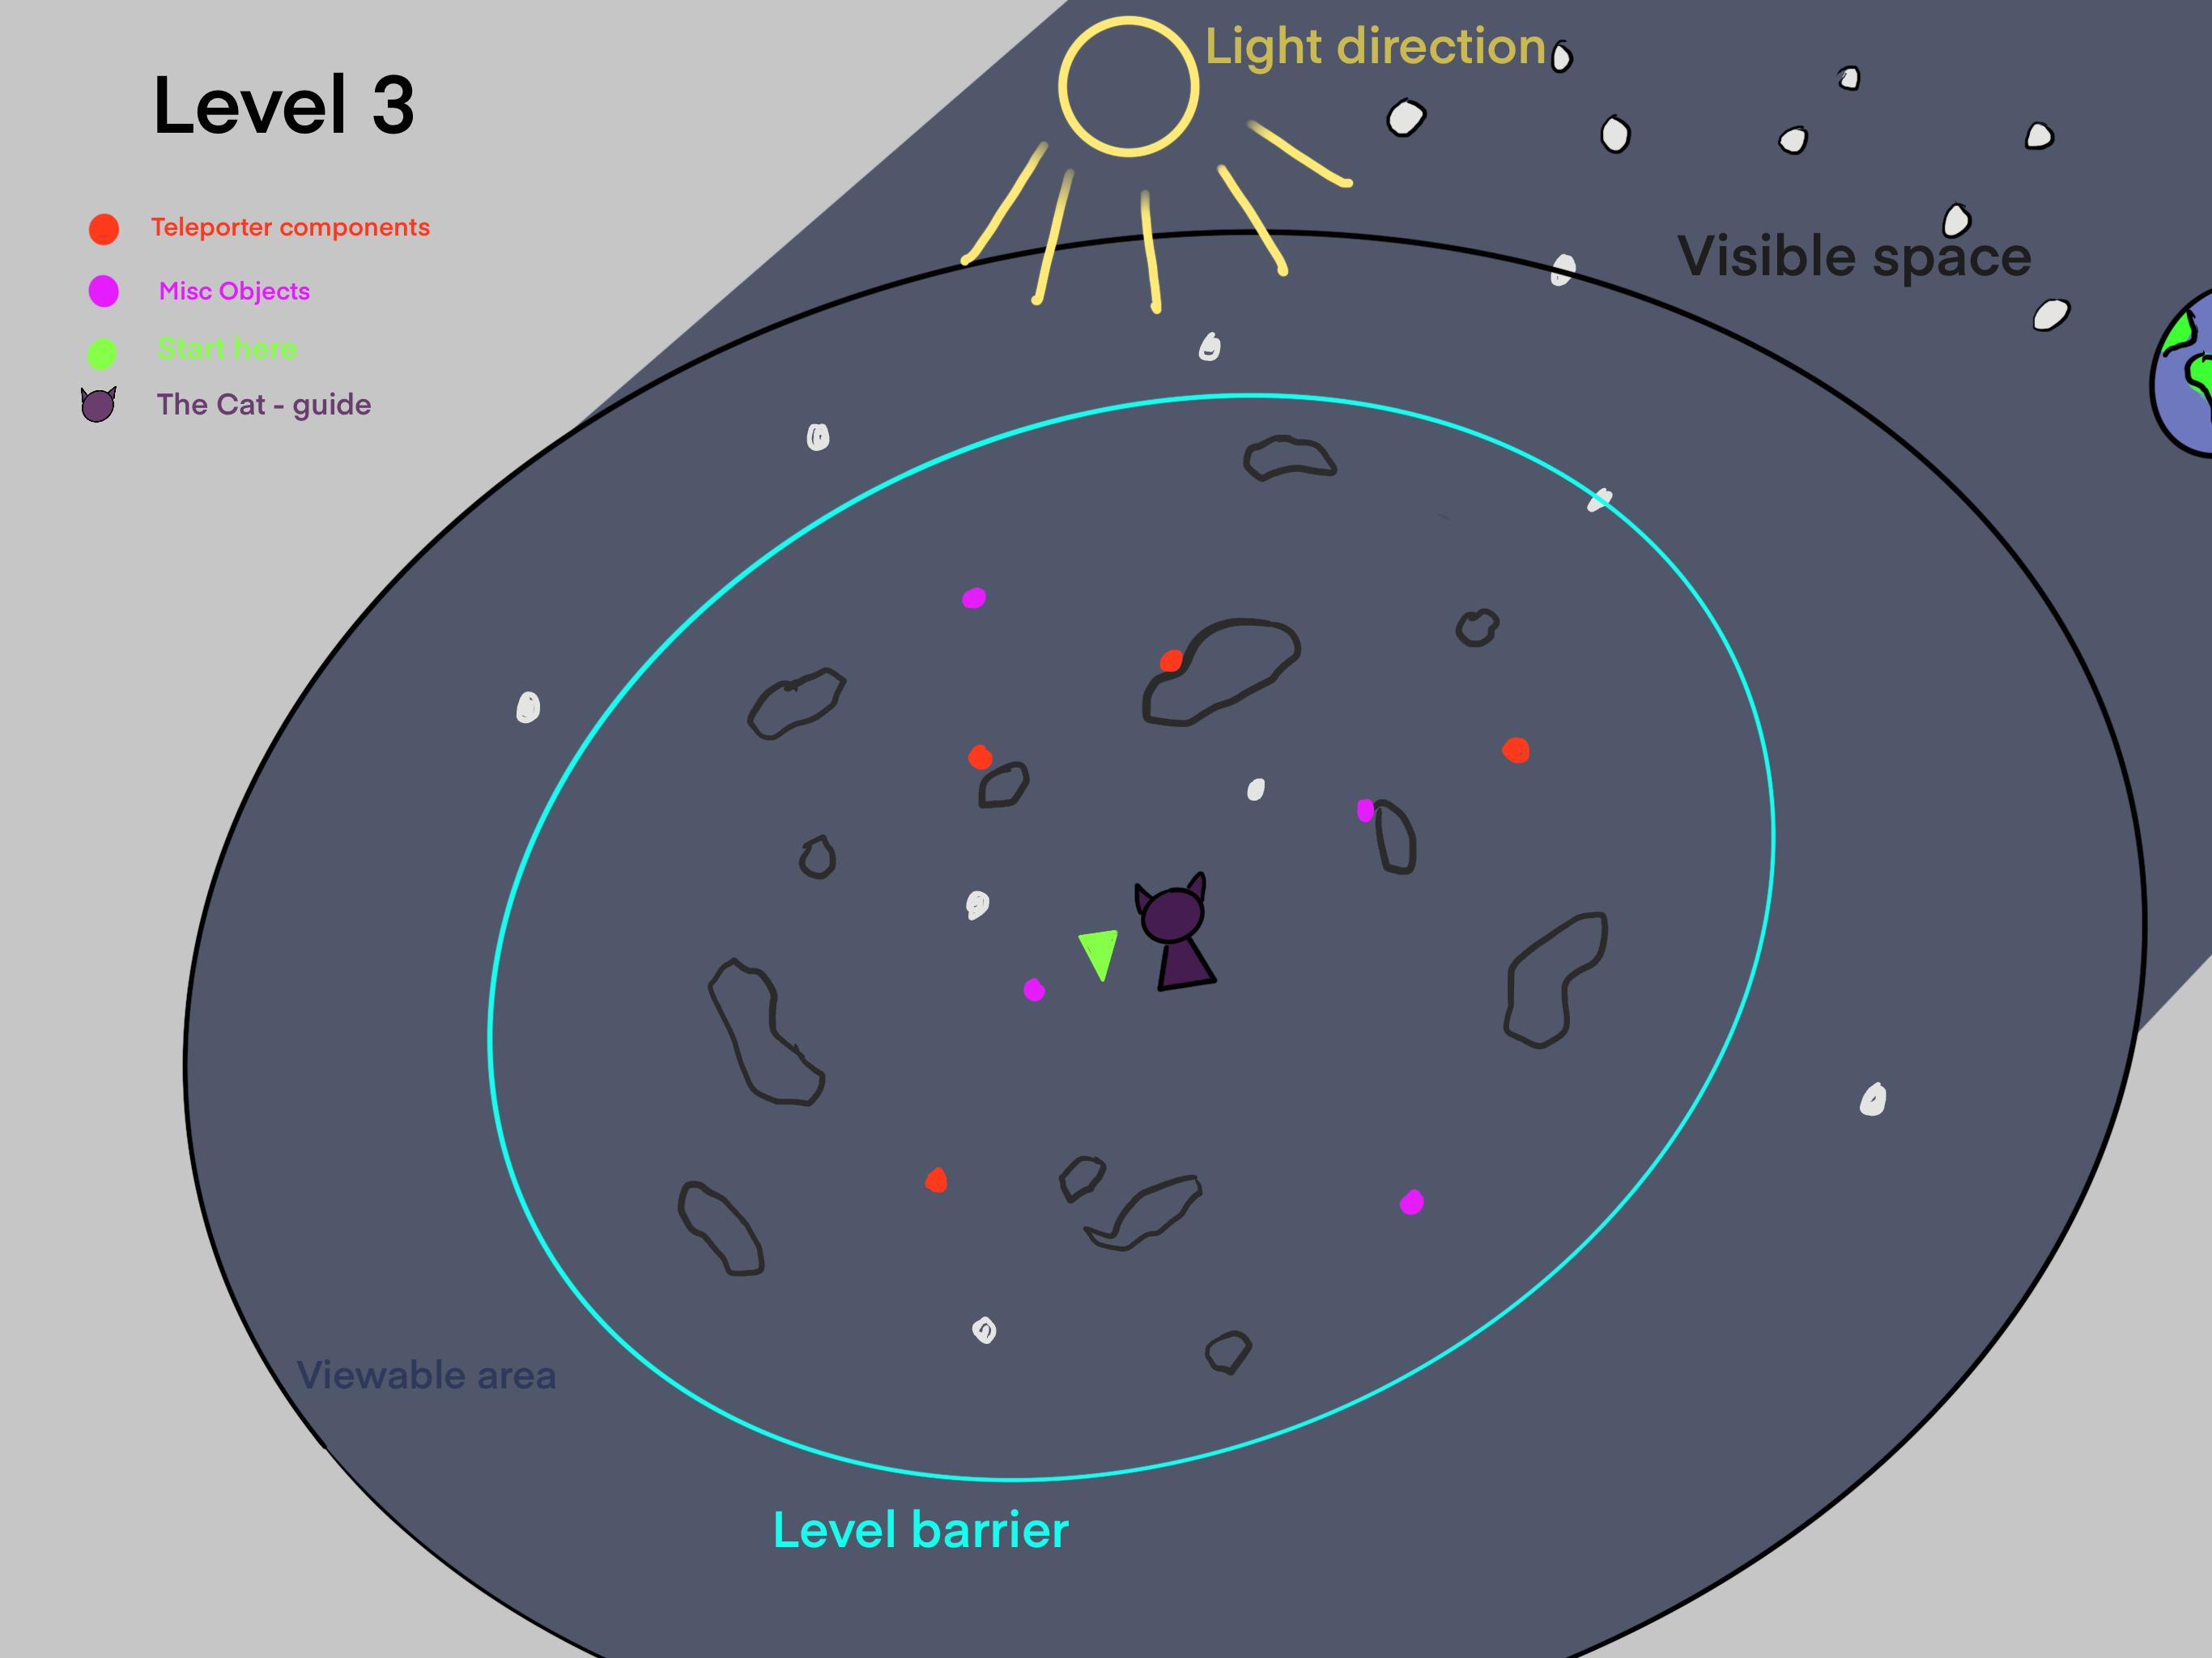 Level 3
Teleporter components
Misc Objects
Start here
The Cat - guide
Light direction
Visible space
Viewable area
Level barrier